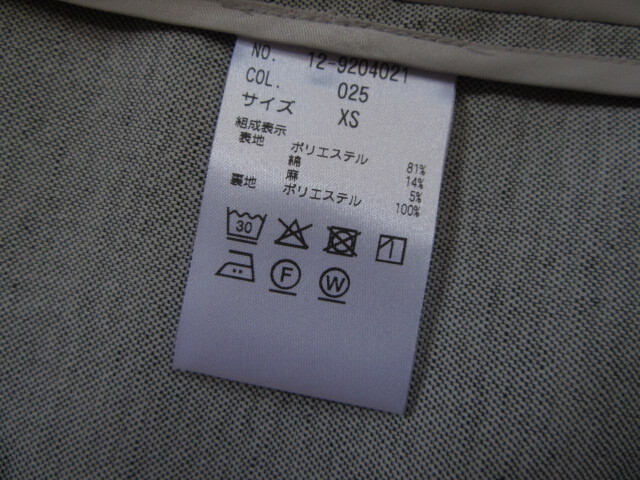 NO. 12-9204021
COL. 025
サイズ XS
組成表示
表地 ポリエステル 81%
綿 14%
麻 5%
裏地 ポリエステル 100%
30
F W